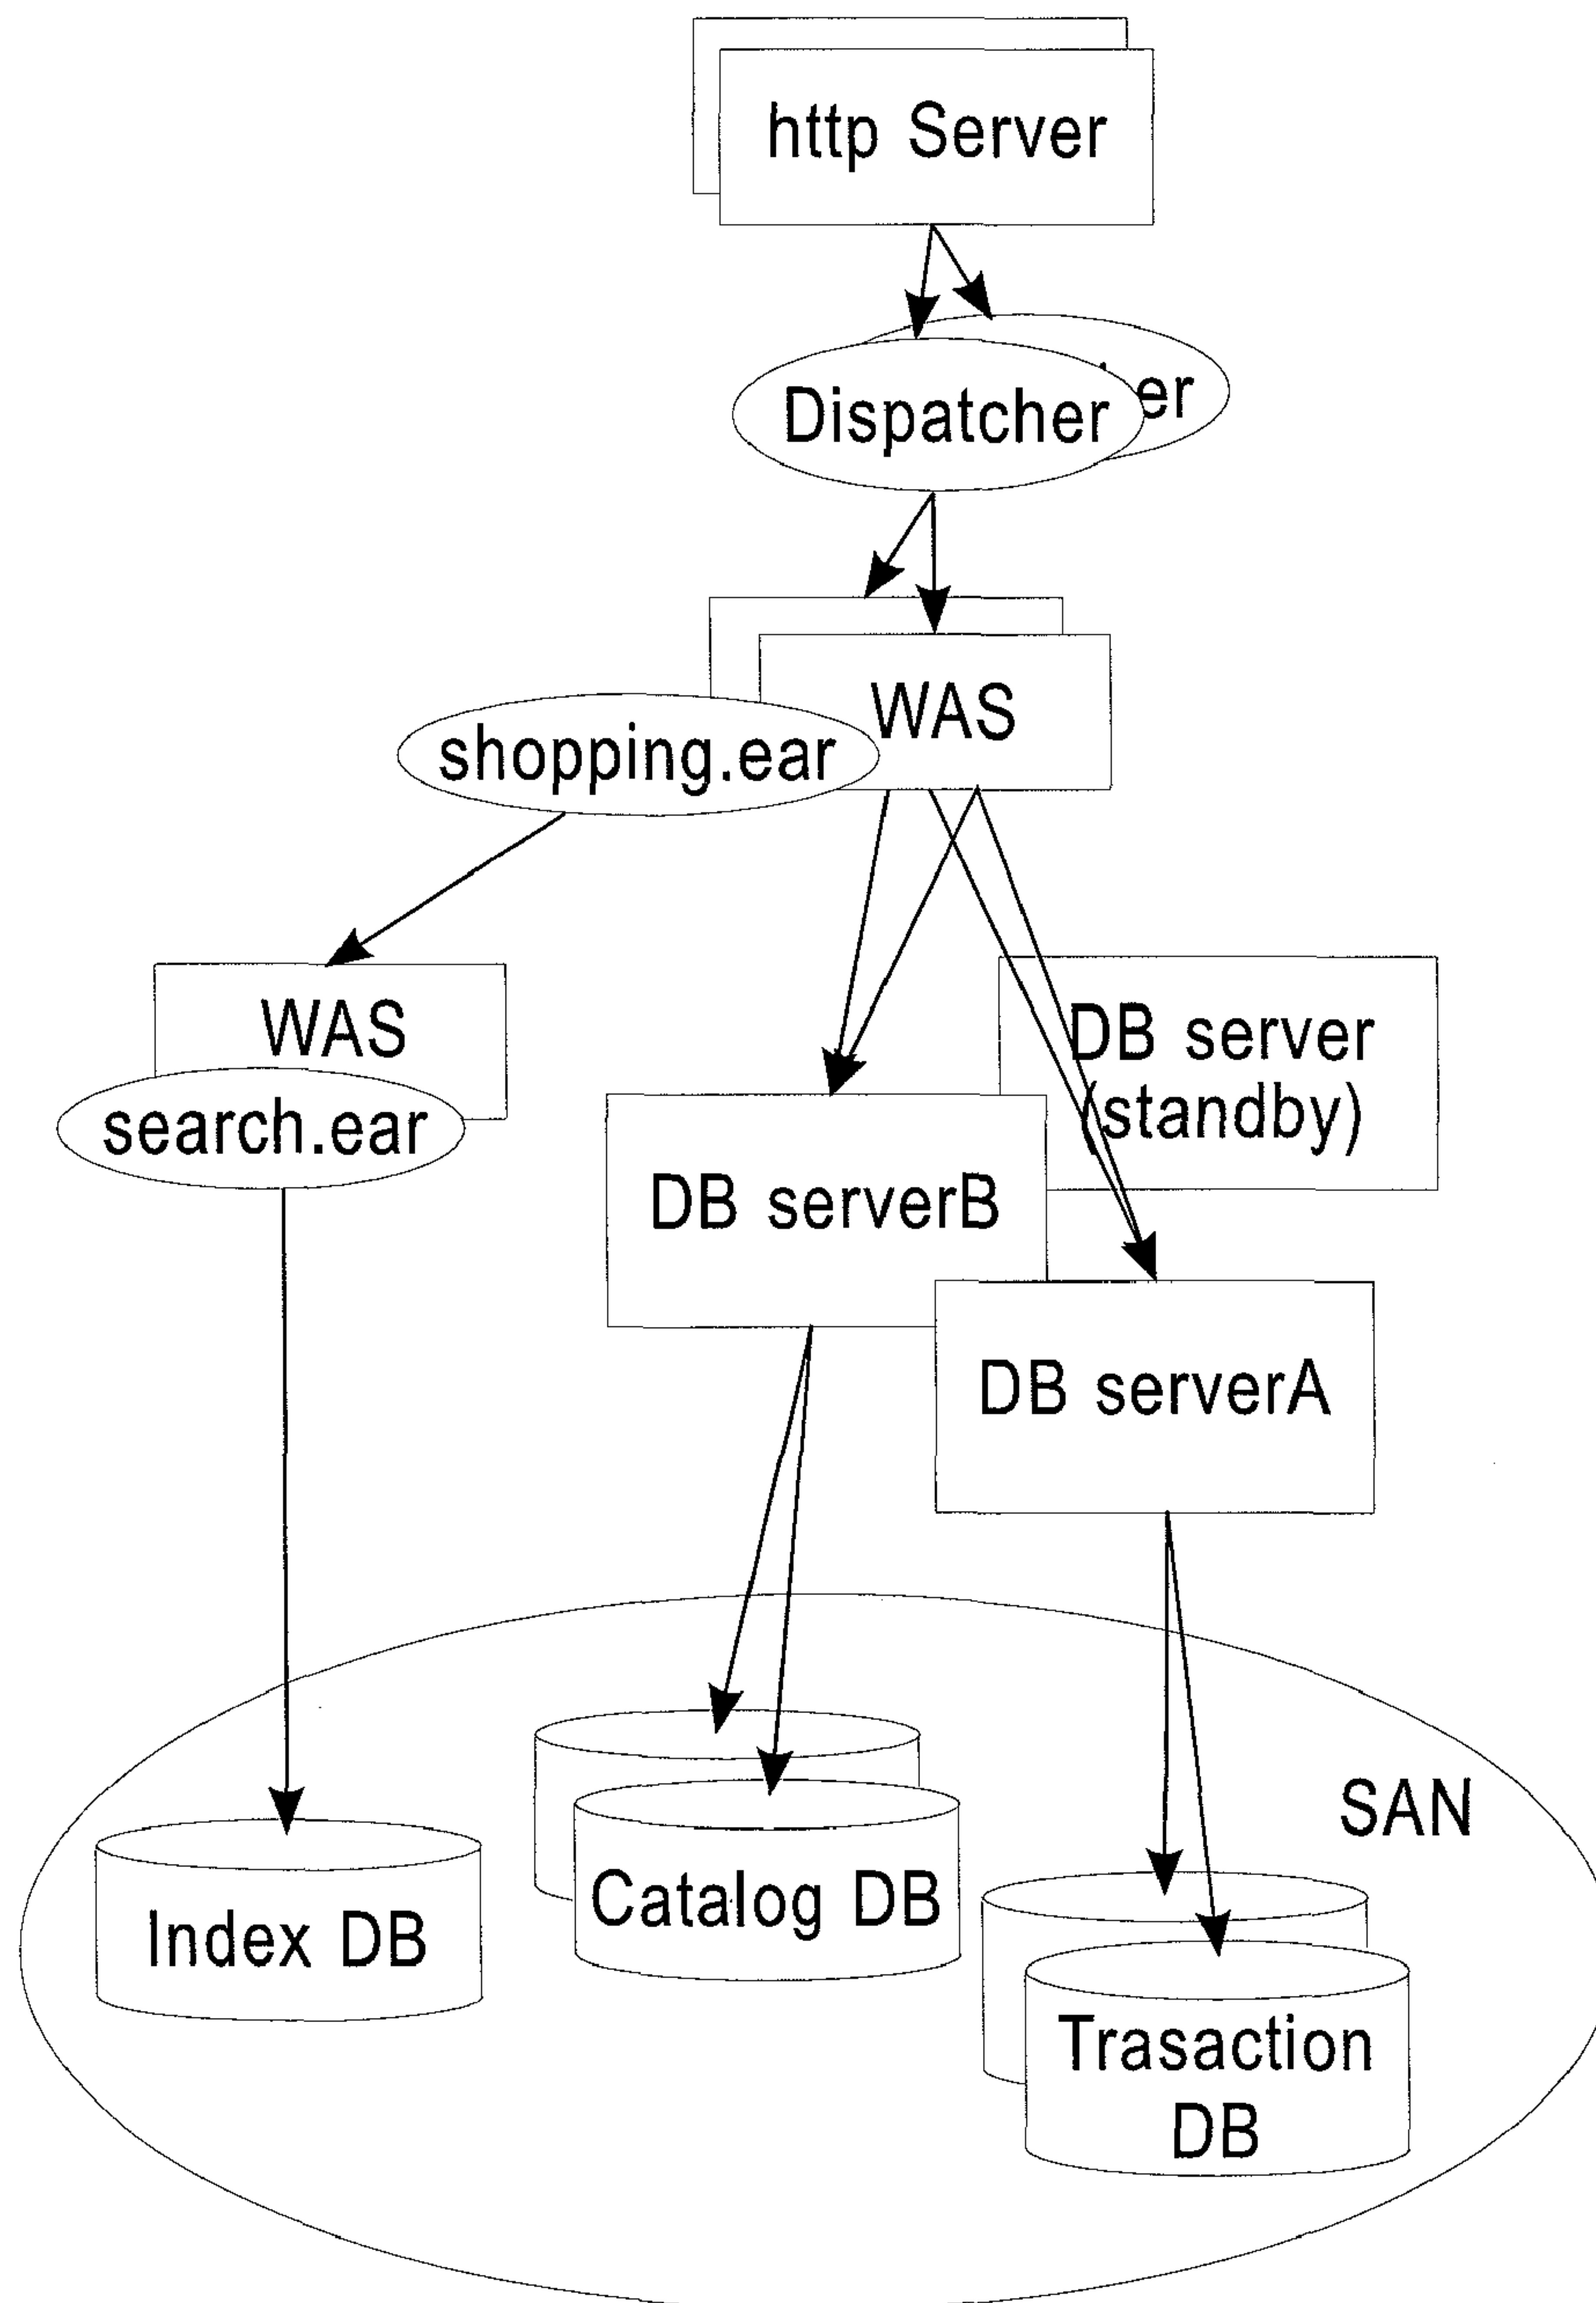 http Server
er
Dispatcher
WAS
shopping.ear
WAS
search.ear
DB server
(standby)
DB serverB
DB serverA
SAN
Catalog DB
Index DB
Trasaction
DB